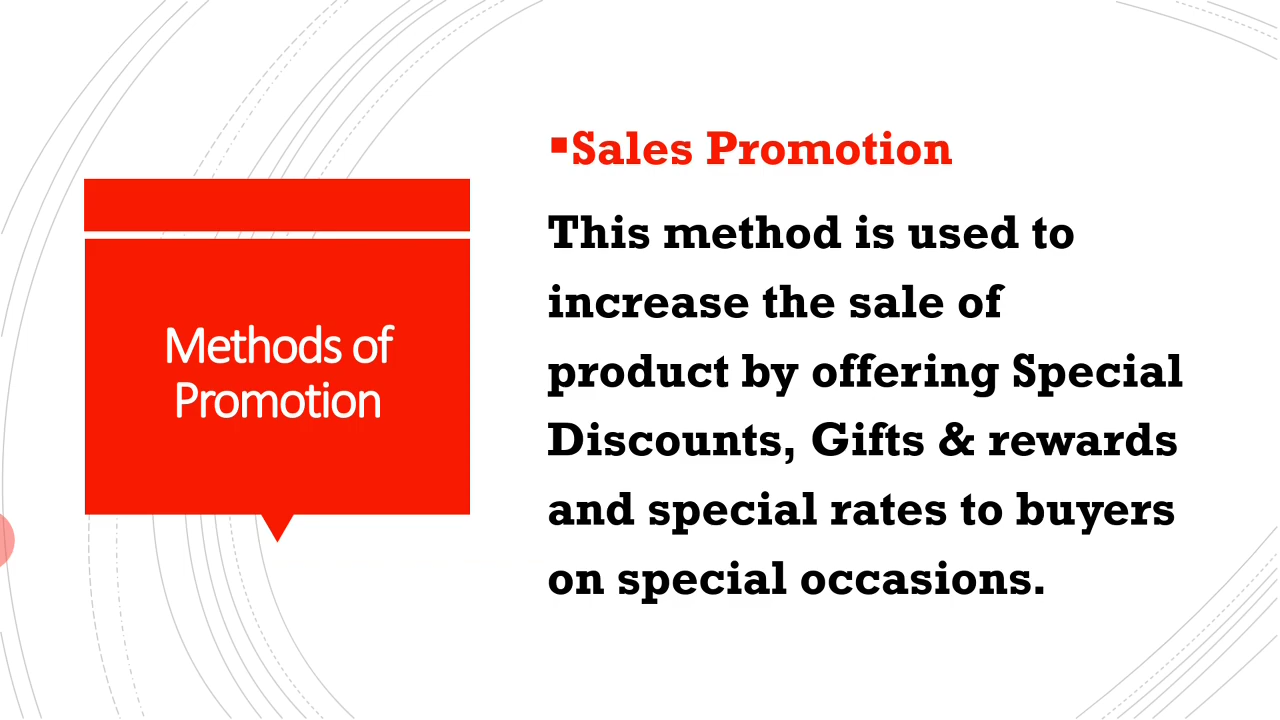 Methods of
Promotion
▪Sales Promotion
This method is used to
increase the sale of
product by offering Special
Discounts, Gifts & rewards
and special rates to buyers
on special occasions.